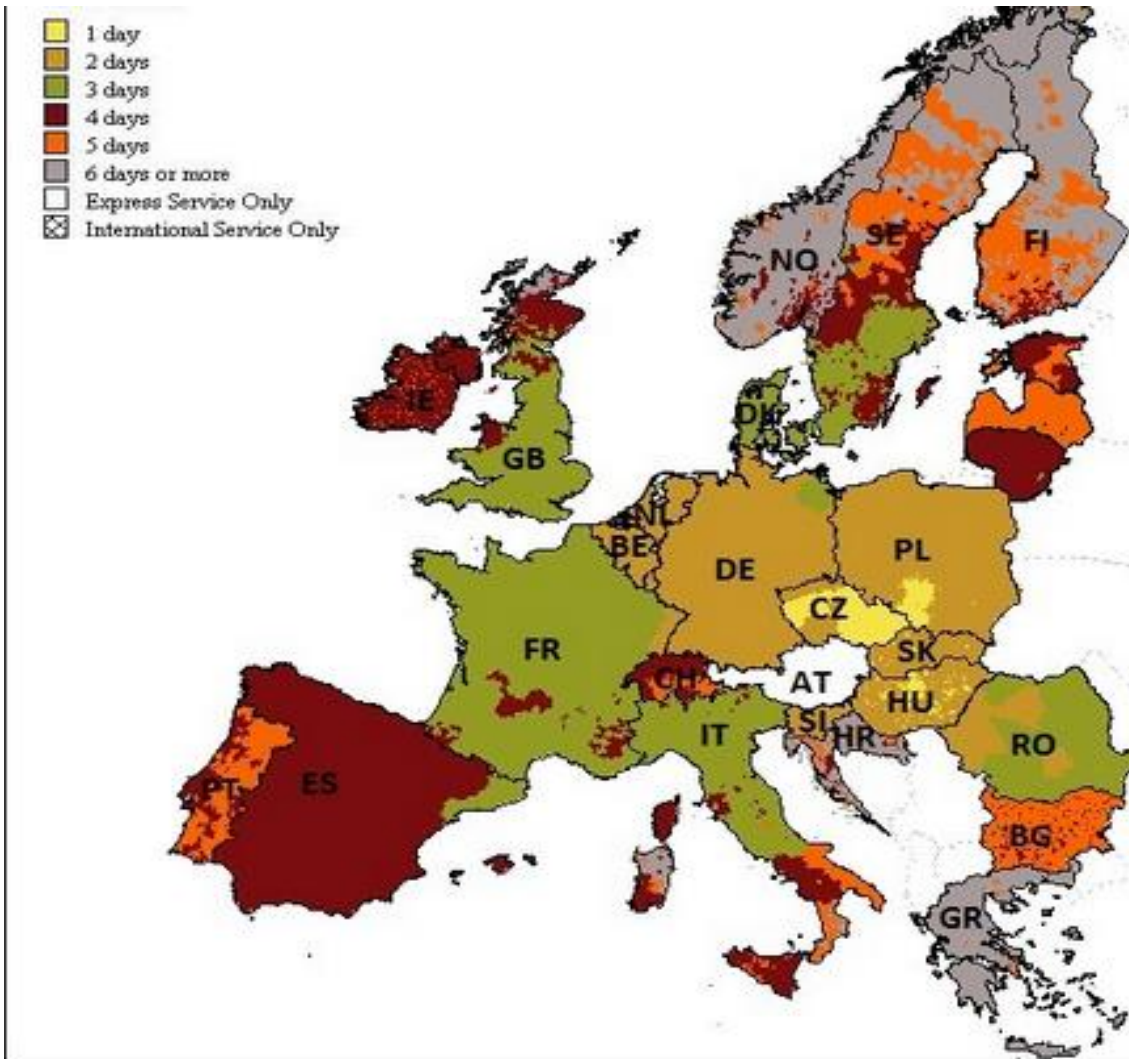 1 day
2 days
3 days
4 days
5 days
6 days or more
Express Service Only
International Service Only
NO
SE
FI
IE
DK
GB
NL
BE
DE
PL
CZ
FR
SK
CH
AT
HU
IT
SI
HR
RO
PT
ES
BG
GR